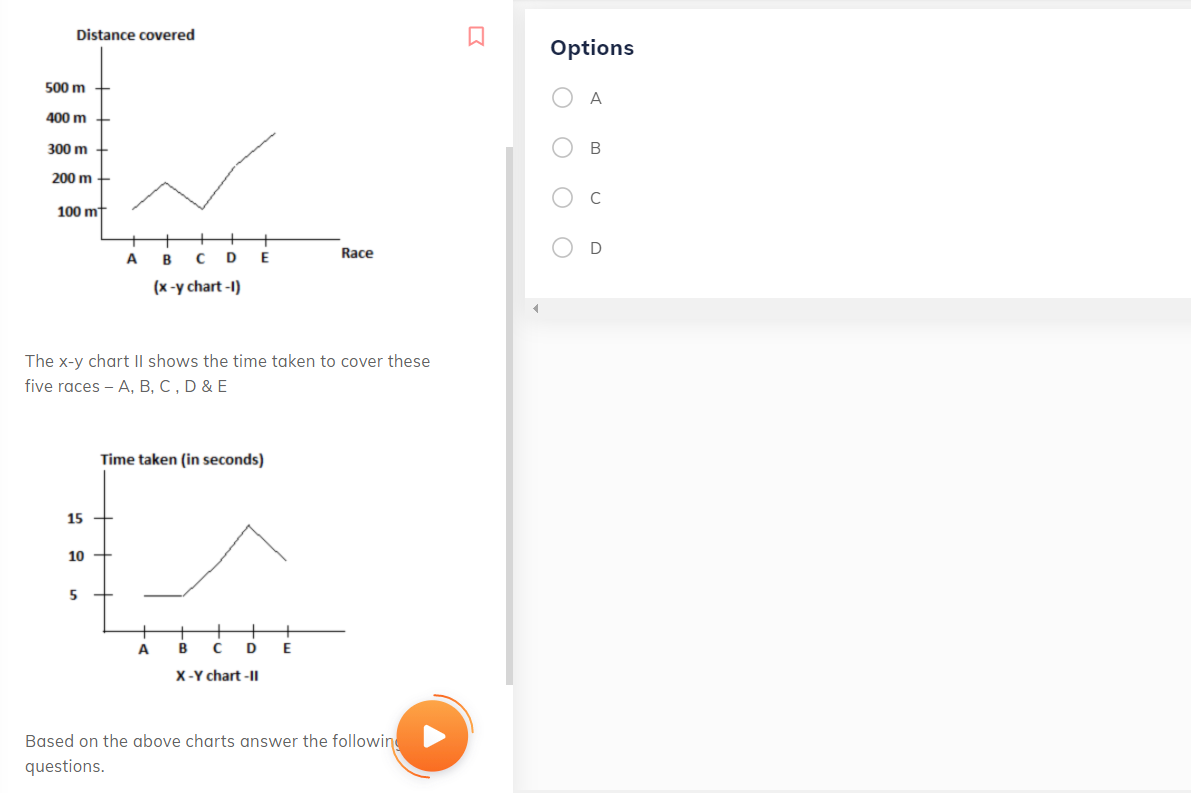 Distance covered
500 m
400 m
300 m
200 m
100 m
A B C D E
Race
(x -y chart -I)
The x-y chart II shows the time taken to cover these
five races – A, B, C , D & E
Time taken (in seconds)
15
10
5
A B C D E
X -Y chart -II
Based on the above charts answer the following
questions.
Options
A
B
C
D